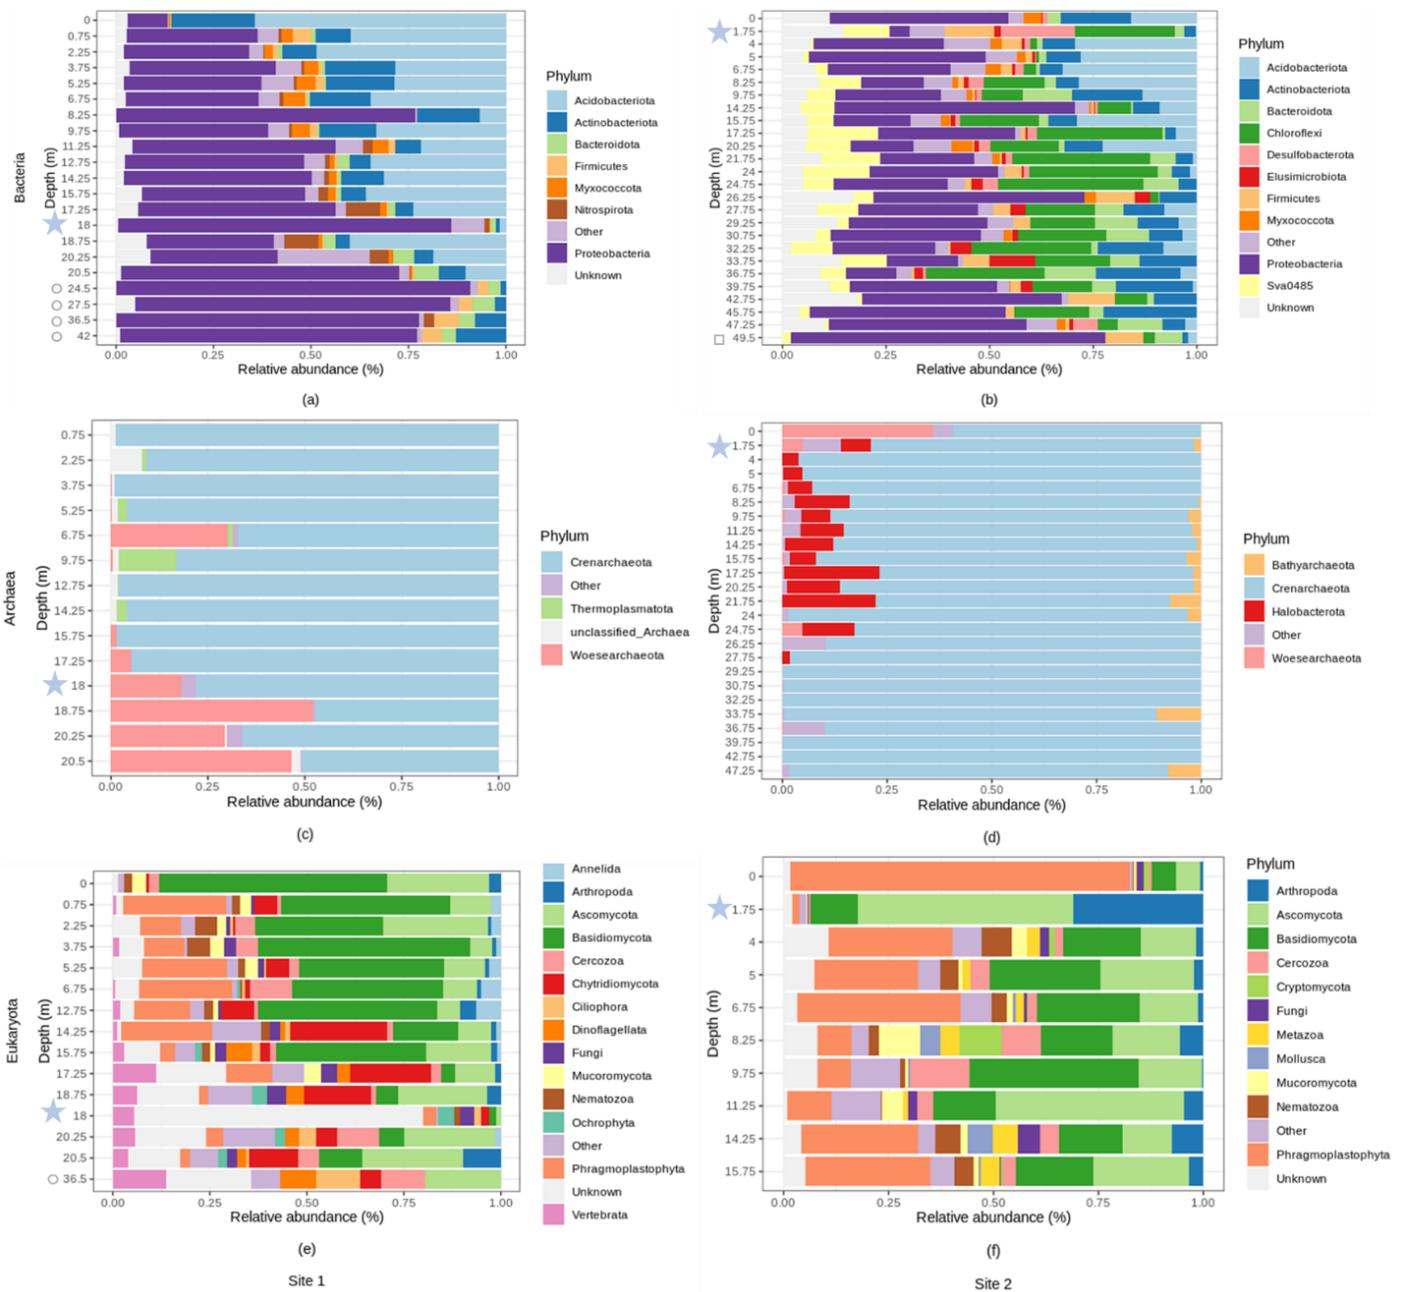 Bacteria
Depth (m)
0
0.75
2.25
3.75
5.25
6.75
8.25
9.75
11.25
12.75
14.25
15.75
17.25
18
18.75
20.25
20.5
24.5
27.5
36.5
42
0.00 0.25 0.50 0.75 1.00
Relative abundance (%)
Phylum
Acidobacteriota
Actinobacteriota
Bacteroidota
Firmicutes
Myxococcota
Nitrospirota
Other
Proteobacteria
Unknown
(a)
Depth (m)
0
1.75
4
5
6.75
8.25
9.75
14.25
15.75
17.25
20.25
21.75
24
24.75
26.25
27.75
29.25
30.75
32.25
33.75
36.75
39.75
42.75
45.75
47.25
49.5
0.00 0.25 0.50 0.75 1.00
Relative abundance (%)
Phylum
Acidobacteriota
Actinobacteriota
Bacteroidota
Chloroflexi
Desulfobacterota
Elusimicrobiota
Firmicutes
Myxococcota
Other
Proteobacteria
Sva0485
Unknown
(b)
Archaea
Depth (m)
0.75
2.25
3.75
5.25
6.75
9.75
12.75
14.25
15.75
17.25
18
18.75
20.25
20.5
0.00 0.25 0.50 0.75 1.00
Relative abundance (%)
Phylum
Crenarchaeota
Other
Thermoplasmatota
unclassified_Archaea
Woesearchaeota
(c)
Depth (m)
0
1.75
4
5
6.75
8.25
9.75
11.25
14.25
15.75
17.25
20.25
21.75
24
24.75
26.25
27.75
29.25
30.75
32.25
33.75
36.75
39.75
42.75
47.25
0.00 0.25 0.50 0.75 1.00
Relative abundance (%)
Phylum
Bathyarchaeota
Crenarchaeota
Halobacterota
Other
Woesearchaeota
(d)
Eukaryota
Depth (m)
0
0.75
2.25
3.75
5.25
6.75
12.75
14.25
15.75
17.25
18.75
18
20.25
20.5
36.5
0.00 0.25 0.50 0.75 1.00
Relative abundance (%)
Annelida
Arthropoda
Ascomycota
Basidiomycota
Cercozoa
Chytridiomycota
Ciliophora
Dinoflagellata
Fungi
Mucoromycota
Nematozoa
Ochrophyta
Other
Phragmoplastophyta
Unknown
Vertebrata
(e)
Site 1
Depth (m)
0
1.75
4
5
6.75
8.25
9.75
11.25
14.25
15.75
0.00 0.25 0.50 0.75 1.00
Relative abundance (%)
Phylum
Arthropoda
Ascomycota
Basidiomycota
Cercozoa
Cryptomycota
Fungi
Metazoa
Mollusca
Mucoromycota
Nematozoa
Other
Phragmoplastophyta
Unknown
(f)
Site 2